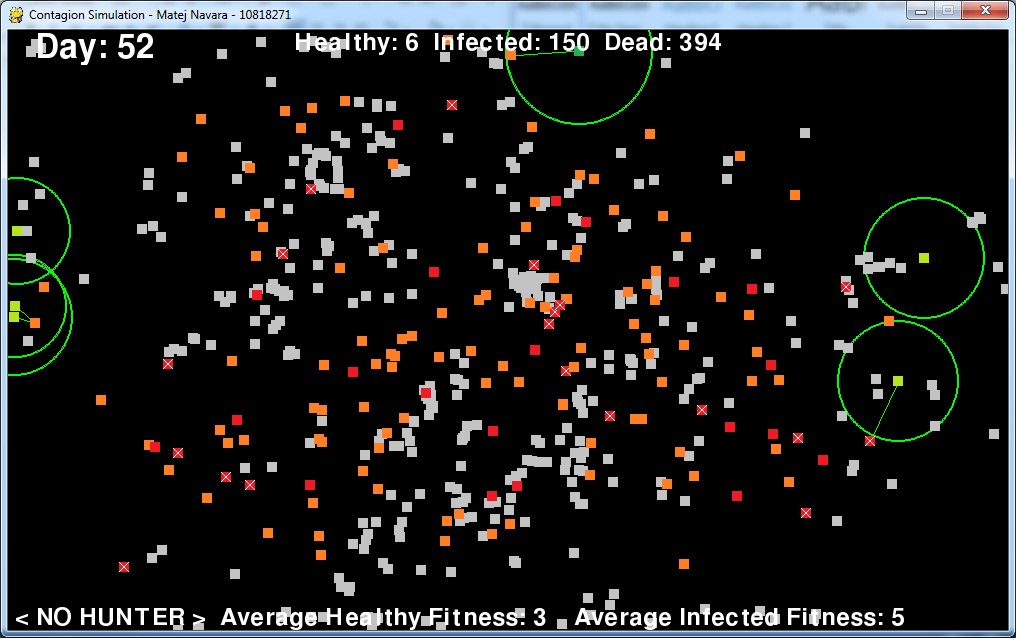 Contagion Simulation - Matej Navara - 10818271
Day: 52 Healthy: 6 Infected: 150 Dead: 394
< NO HUNTER > Average Healthy Fitness: 3 Average Infected Fitness: 5